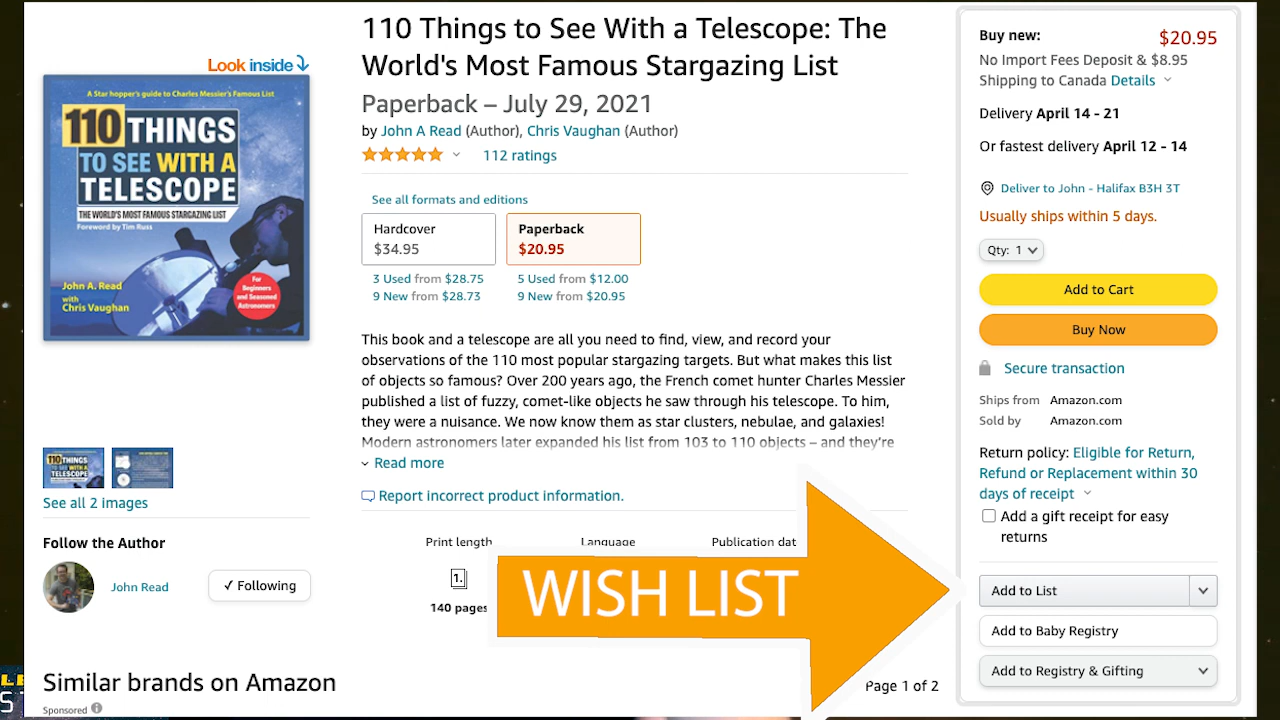 Look inside
A Star hopper's guide to Charles Messier's Famous List
110 THINGS
TO SEE WITH A
TELESCOPE
THE WORLD'S MOST FAMOUS STARGAZING LIST
Foreword by Tim Russ
John A. Read
with
Chris Vaughan
For
Beginners
and Seasoned
Astronomers
110 THINGS
TO SEE WITH A
TELESCOPE
See all 2 images
Follow the Author
John Read
✓ Following
110 Things to See With a Telescope: The
World's Most Famous Stargazing List
Paperback – July 29, 2021
by John A Read (Author), Chris Vaughan (Author)
112 ratings
See all formats and editions
Hardcover
$34.95
Paperback
$20.95
3 Used from $28.75
9 New from $28.73
5 Used from $12.00
9 New from $20.95
This book and a telescope are all you need to find, view, and record your
observations of the 110 most popular stargazing targets. But what makes this list
of objects so famous? Over 200 years ago, the French comet hunter Charles Messier
published a list of fuzzy, comet-like objects he saw through his telescope. To him,
they were a nuisance. We now know them as star clusters, nebulae, and galaxies!
Modern astronomers later expanded his list from 103 to 110 objects – and they're
Read more
Report incorrect product information.
Print length
Language
Publication dat
1.
140 pages
WISH LIST
Buy new:
$20.95
No Import Fees Deposit & $8.95
Shipping to Canada Details
Delivery April 14 - 21
Or fastest delivery April 12 - 14
Deliver to John - Halifax B3H 3T
Usually ships within 5 days.
Qty: 1
Add to Cart
Buy Now
Secure transaction
Ships from Amazon.com
Sold by Amazon.com
Return policy: Eligible for Return,
Refund or Replacement within 30
days of receipt
Add a gift receipt for easy
returns
Add to List
Add to Baby Registry
Add to Registry & Gifting
Similar brands on Amazon
Sponsored
Page 1 of 2